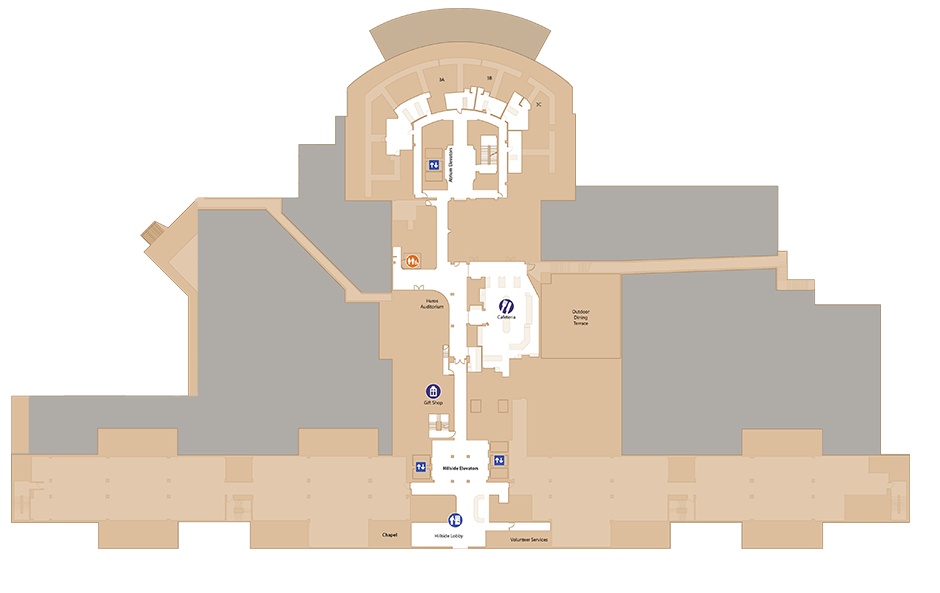 3A
3B
3C
Atrium Elevators
Hurtt
Auditorium
Cafeteria
Outdoor
Dining
Terrace
Gift Shop
Hillside Elevators
Chapel
Hillside Lobby
Volunteer Services